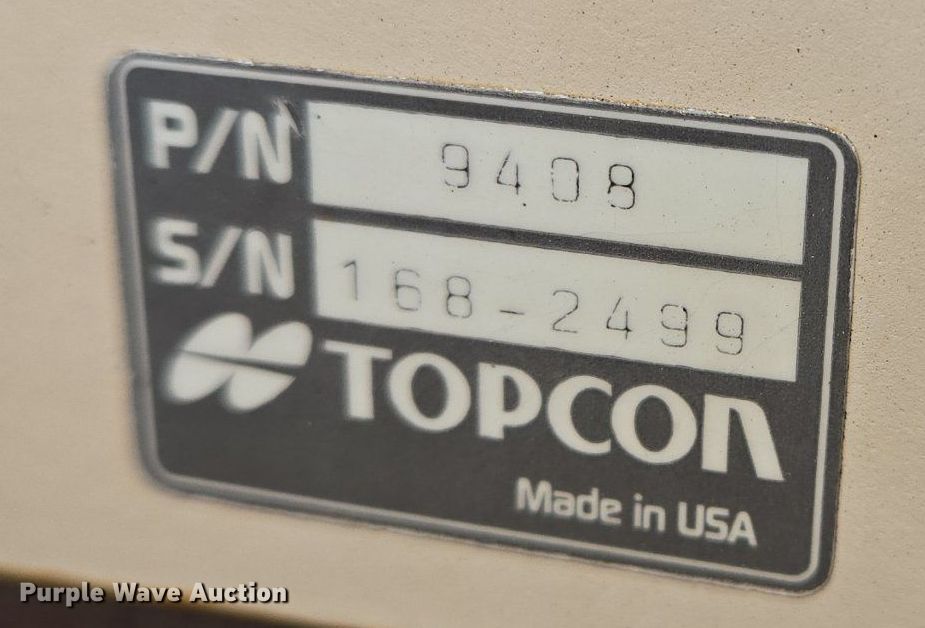 P/N 9408
S/N 168-2499
TOPCON
Made in USA
Purple Wave Auction